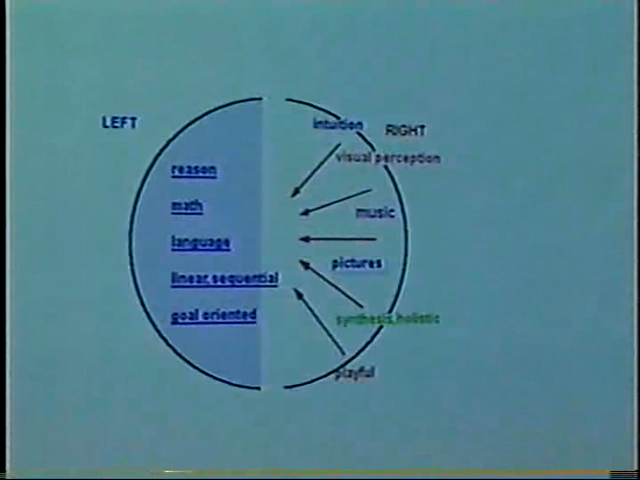 LEFT
reason
math
language
linear,sequential
goal oriented
intuition
RIGHT
visual perception
music
pictures
synthesis,holistic
playful